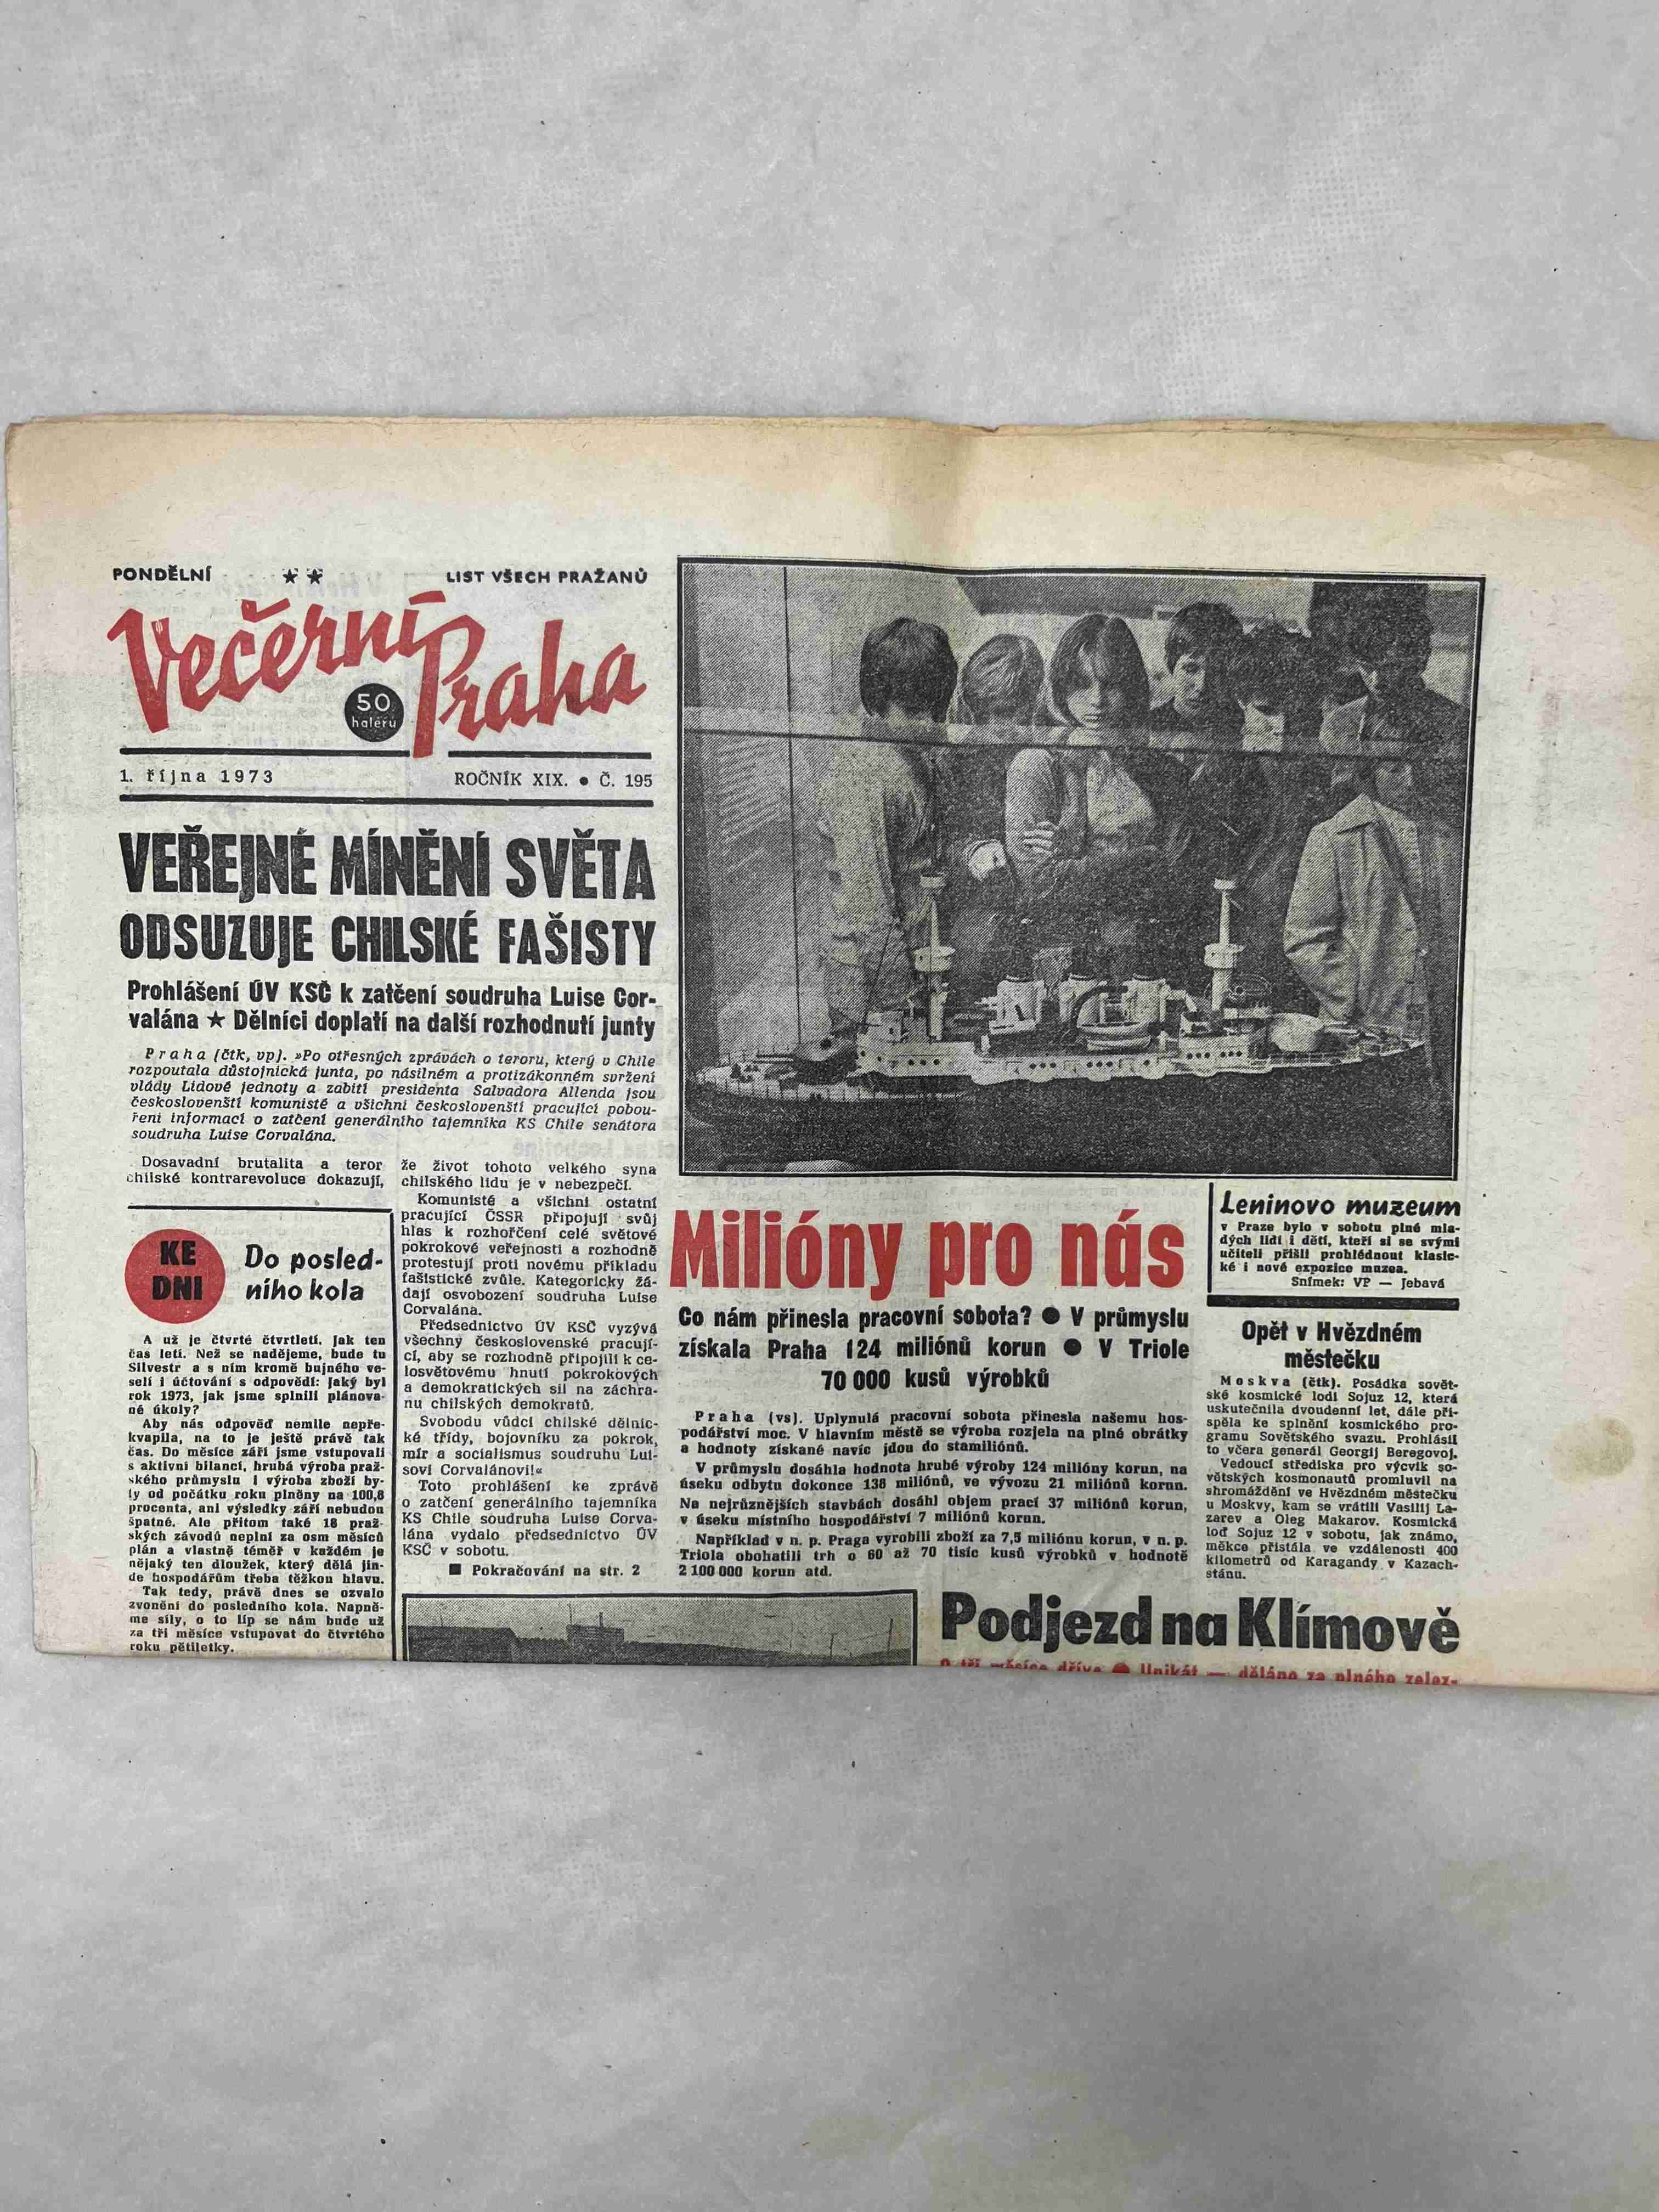 PONDĚLNÍ ★★ LIST VŠECH PRAŽANŮ
Večerní
Praha
50
haléřů
1. října 1973 ROČNÍK XIX. ● Č. 195
VEŘEJNÉ MÍNĚNÍ SVĚTA
ODSUZUJE CHILSKÉ FAŠISTY
Prohlášení ÚV KSČ k zatčení soudruha Luise Cor-
valána ★ Dělníci doplatí na další rozhodnutí junty
Praha (čtk, vp). »Po otřesných zprávách o teroru, který v Chile
rozpoutala důstojnická junta, po násilném a protizákonném svržení
vlády Lidové jednoty a zabití presidenta Salvadora Allenda jsou
českoslovenští komunisté a všichni českoslovenští pracující pobou-
řeni informací o zatčení generálního tajemníka KS Chile senátora
soudruha Luise Corvalána.
Dosavadní brutalita a teror
chilské kontrarevoluce dokazují,
že život tohoto velkého syna
chilského lidu je v nebezpečí.
Komunisté a všichni ostatní
pracující ČSSR připojují svůj
hlas k rozhořčení celé světové
pokrokové veřejnosti a rozhodně
protestují proti novému příkladu
fašistické zvůle. Kategoricky žá-
dají osvobození soudruha Luise
Corvalána.
Předsednictvo ÚV KSČ vyzývá
všechny československé pracují-
cí, aby se rozhodně připojili k ce-
losvětovému hnutí pokrokových
a demokratických sil na záchra-
nu chilských demokratů.
Svobodu vůdci chilské dělnic-
ké třídy, bojovníku za pokrok,
mír a socialismus soudruhu Lui-
sovi Corvalánovi!«
Toto prohlášení ke zprávě
o zatčení generálního tajemníka
KS Chile soudruha Luise Corva-
lána vydalo předsednictvo ÚV
KSČ v sobotu.
■ Pokračování na str. 2
KE
DNI
Do posled-
ního kola
A už je čtvrté čtvrtletí. Jak ten
čas letí. Než se nadějeme, bude tu
Silvestr a s ním kromě bujného ve-
selí i účtování s odpovědí: jaký byl
rok 1973, jak jsme splnili plánova-
né úkoly?
Aby nás odpověď nemile nepře-
kvapila, na to je ještě právě tak
čas. Do měsíce září jsme vstupovali
s aktivní bilancí, hrubá výroba praž-
ského průmyslu i výroba zboží by-
ly od počátku roku plněny na 100,8
procenta, ani výsledky září nebudou
špatné. Ale přitom také 18 praž-
ských závodů neplní za osm měsíců
plán a vlastně téměř v každém je
nějaký ten dloužek, který dělá jin-
de hospodářům třeba těžkou hlavu.
Tak tedy, právě dnes se ozvalo
zvonění do posledního kola. Napně-
me síly, o to líp se nám bude už
za tři měsíce vstupovat do čtvrtého
roku pětiletky.
Milióny pro nás
Co nám přinesla pracovní sobota? ● V průmyslu
získala Praha 124 miliónů korun ● V Triole
70 000 kusů výrobků
Praha (vs). Uplynulá pracovní sobota přinesla našemu hos-
podářství moc. V hlavním městě se výroba rozjela na plné obrátky
a hodnoty získané navíc jdou do stamiliónů.
V průmyslu dosáhla hodnota hrubé výroby 124 milióny korun, na
úseku odbytu dokonce 138 miliónů, ve vývozu 21 miliónů korun.
Na nejrůznějších stavbách dosáhl objem prací 37 miliónů korun,
v úseku místního hospodářství 7 miliónů korun.
Například v n. p. Praga vyrobili zboží za 7,5 miliónu korun, v n. p.
Triola obohatili trh o 60 až 70 tisíc kusů výrobků v hodnotě
2 100 000 korun atd.
Leninovo muzeum
v Praze bylo v sobotu plné mla-
dých lidí i dětí, kteří si se svými
učiteli přišli prohlédnout klasic-
ké i nové expozice muzea.
Snímek: VP — Jebavá
Opět v Hvězdném
městečku
Moskva (čtk). Posádka sovět-
ské kosmické lodi Sojuz 12, která
uskutečnila dvoudenní let, dále při-
spěla ke splnění kosmického pro-
gramu Sovětského svazu. Prohlásil
to včera generál Georgij Beregovoj.
Vedoucí střediska pro výcvik so-
větských kosmonautů promluvil na
shromáždění ve Hvězdném městečku
u Moskvy, kam se vrátili Vasilij La-
zarev a Oleg Makarov. Kosmická
loď Sojuz 12 v sobotu, jak známo,
měkce přistála ve vzdálenosti 400
kilometrů od Karagandy v Kazach-
stánu.
Podjezd na Klímově
O tři měsíce dříve ● Unikát — děláno za plného želez-